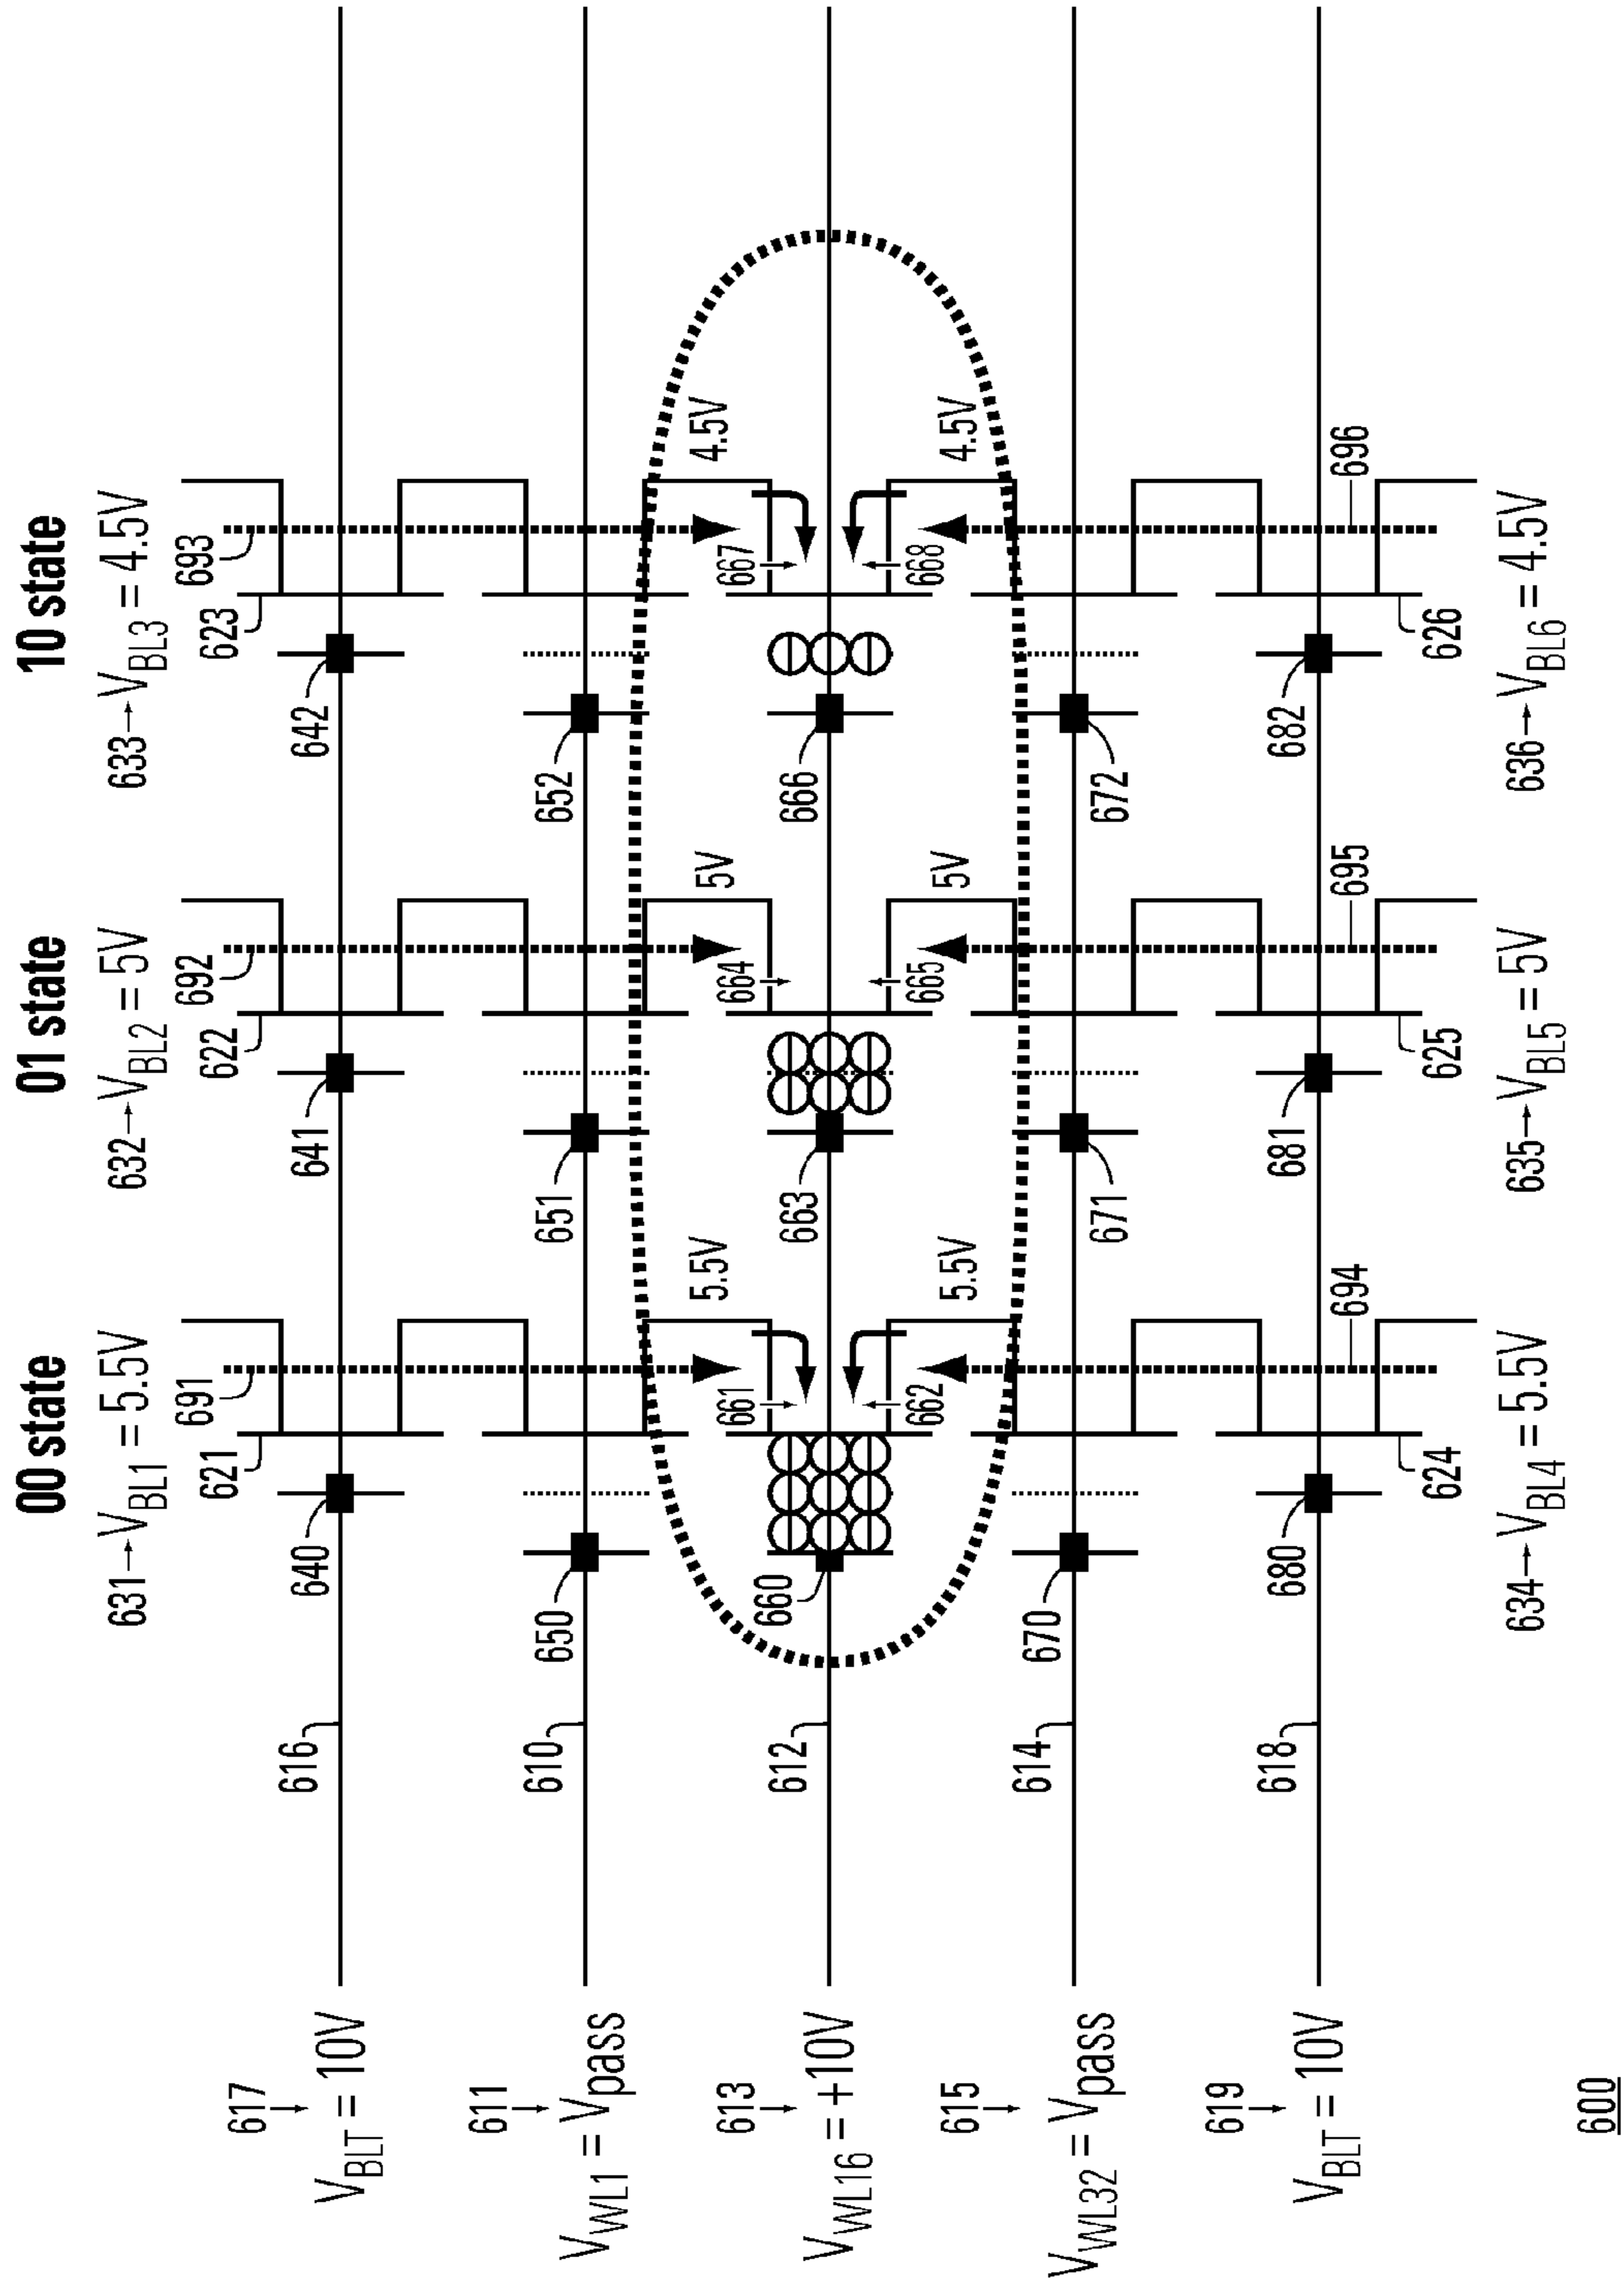 00 state
01 state
10 state
631→VBL1 = 5.5V
632→VBL2 = 5V
633→VBL3 = 4.5V
691
692
693
621
622
623
617
616
640
641
642
VBLT = 10V
611
610
650
651
652
VWL1 = Vpass
5.5V
5V
4.5V
613
661
664
667
612
660
663
666
VWL16 = +10V
662
665
668
615
5.5V
5V
4.5V
614
670
671
672
VWL32 = Vpass
619
618
680
681
682
VBLT = 10V
694
695
696
624
625
626
634→VBL4 = 5.5V
635→VBL5 = 5V
636→VBL6 = 4.5V
600